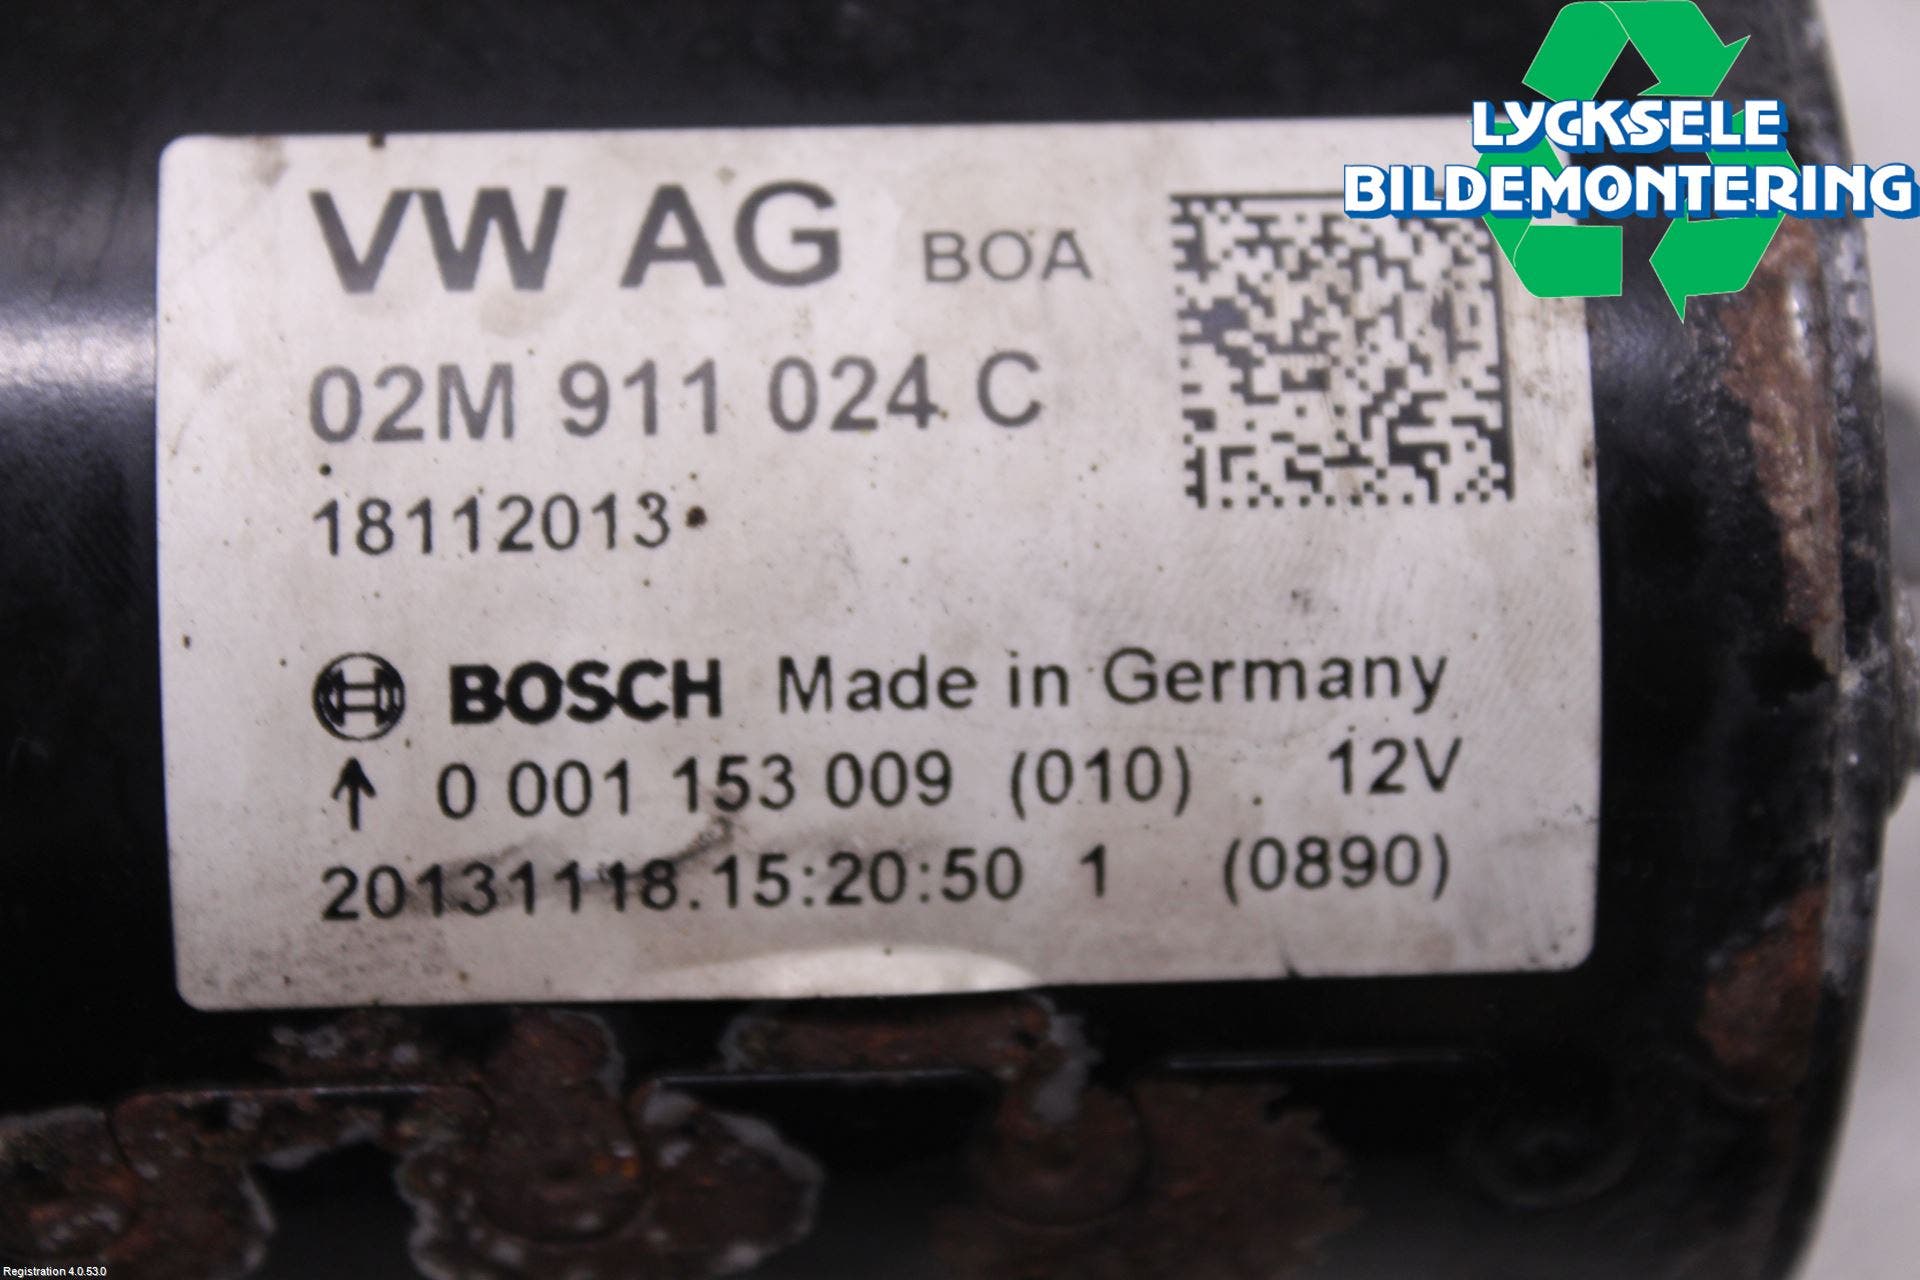 LYCKSELE
BILDEMONTERING
VW AG BOA
02M 911 024 C
18112013
BOSCH Made in Germany
↑ 0 001 153 009 (010) 12V
20131118.15:20:50 1 (0890)
Registration 4.0.53.0